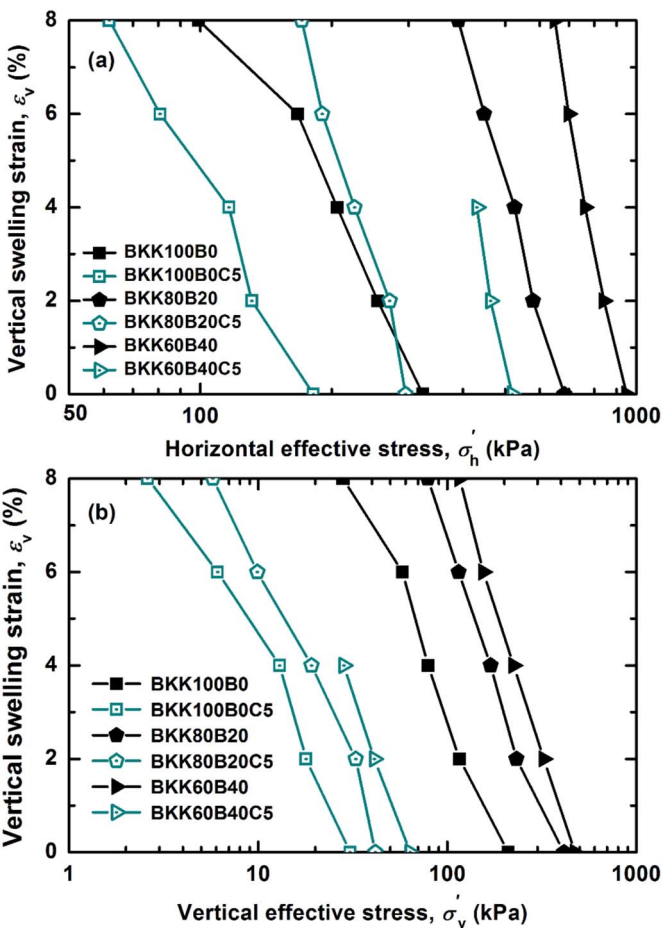 8
6
4
2
0
Vertical swelling strain, εv (%)
(a)
BKK100B0
BKK100B0C5
BKK80B20
BKK80B20C5
BKK60B40
BKK60B40C5
50 100 1000
Horizontal effective stress, σ'h (kPa)
8
6
4
2
0
Vertical swelling strain, εv (%)
(b)
BKK100B0
BKK100B0C5
BKK80B20
BKK80B20C5
BKK60B40
BKK60B40C5
1 10 100 1000
Vertical effective stress, σ'v (kPa)